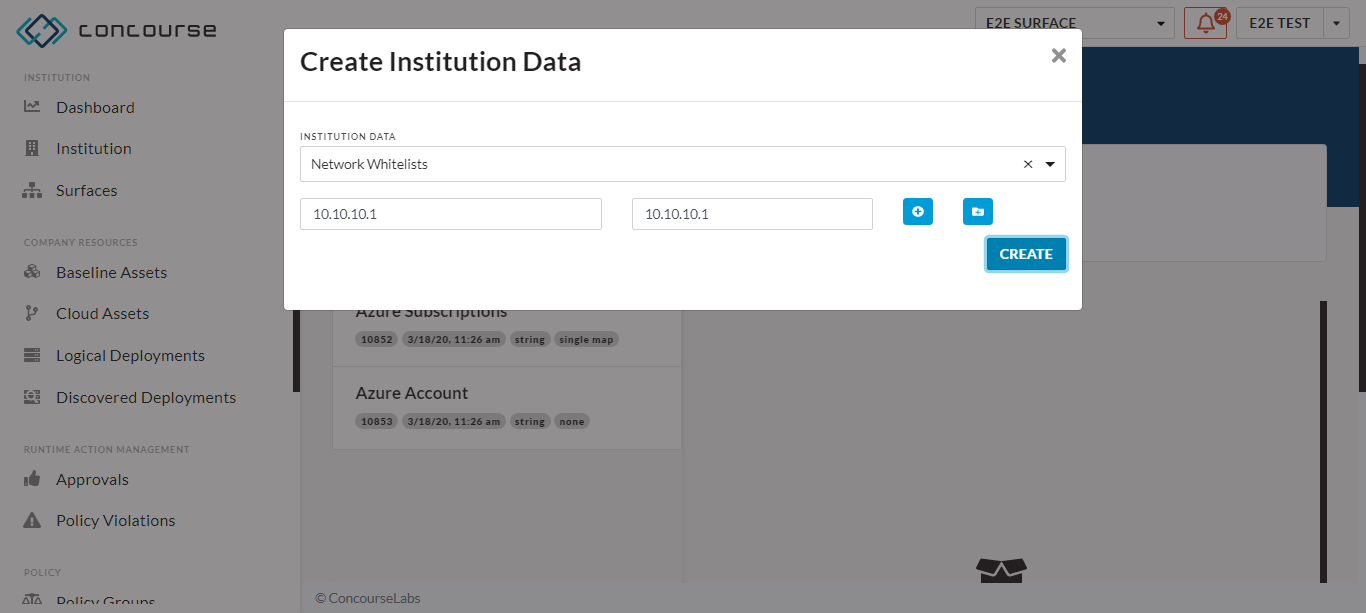 concourse
E2E SURFACE
24
E2E TEST
Create Institution Data
INSTITUTION DATA
Network Whitelists
10.10.10.1
10.10.10.1
CREATE
INSTITUTION
Dashboard
Institution
Surfaces
COMPANY RESOURCES
Baseline Assets
Cloud Assets
Logical Deployments
Discovered Deployments
RUNTIME ACTION MANAGEMENT
Approvals
Policy Violations
POLICY
Policy Groups
Azure Subscriptions
10852 3/18/20, 11:26 am string single map
Azure Account
10853 3/18/20, 11:26 am string none
© ConcourseLabs